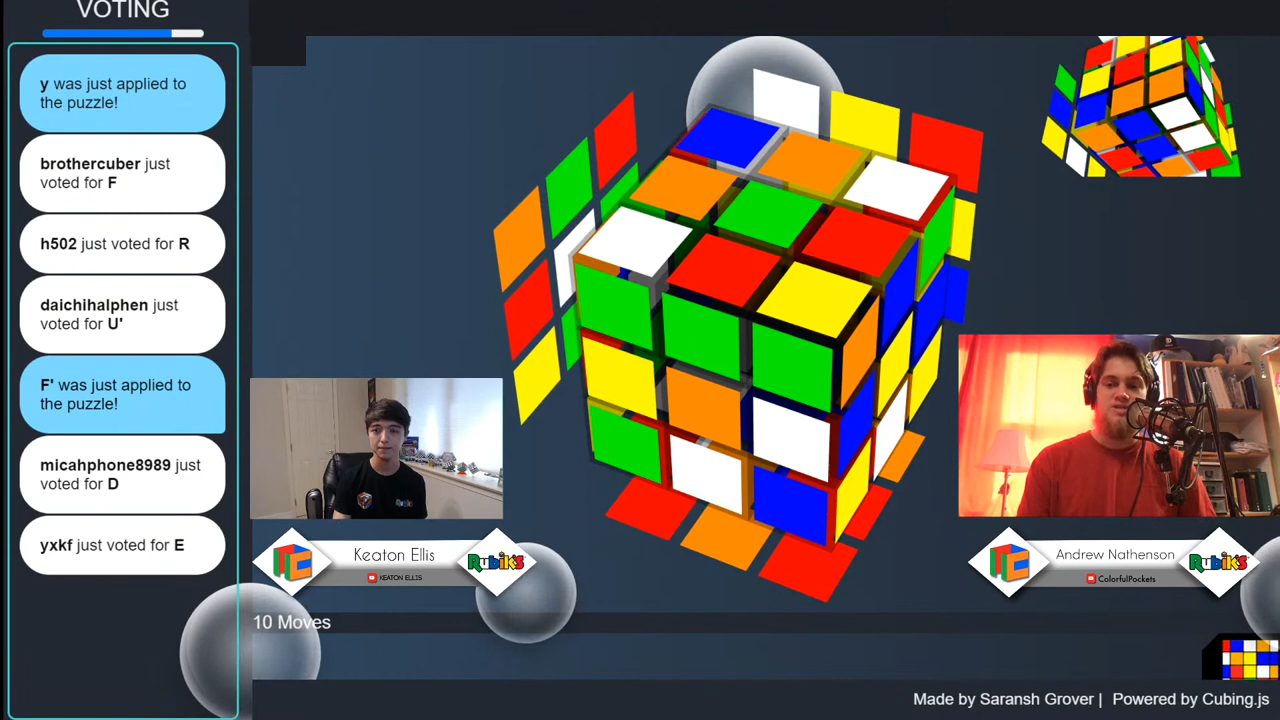 VOTING
y was just applied to
the puzzle!
brothercuber just
voted for F
h502 just voted for R
daichihalphen just
voted for U'
F' was just applied to
the puzzle!
micahphone8989 just
voted for D
yxkf just voted for E
Keaton Ellis
KEATON ELLIS
Rubik's
Andrew Nathenson
ColorfulPockets
Rubik's
10 Moves
Made by Saransh Grover | Powered by Cubing.js